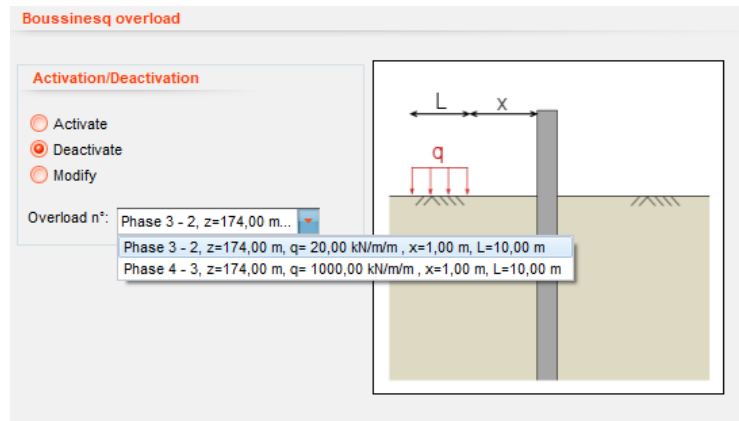 Boussinesq overload
Activation/Deactivation
Activate
Deactivate
Modify
Overload n°: Phase 3 - 2, z=174,00 m...
Phase 3 - 2, z=174,00 m, q= 20,00 kN/m/m , x=1,00 m, L=10,00 m
Phase 4 - 3, z=174,00 m, q= 1000,00 kN/m/m , x=1,00 m, L=10,00 m
L x
q